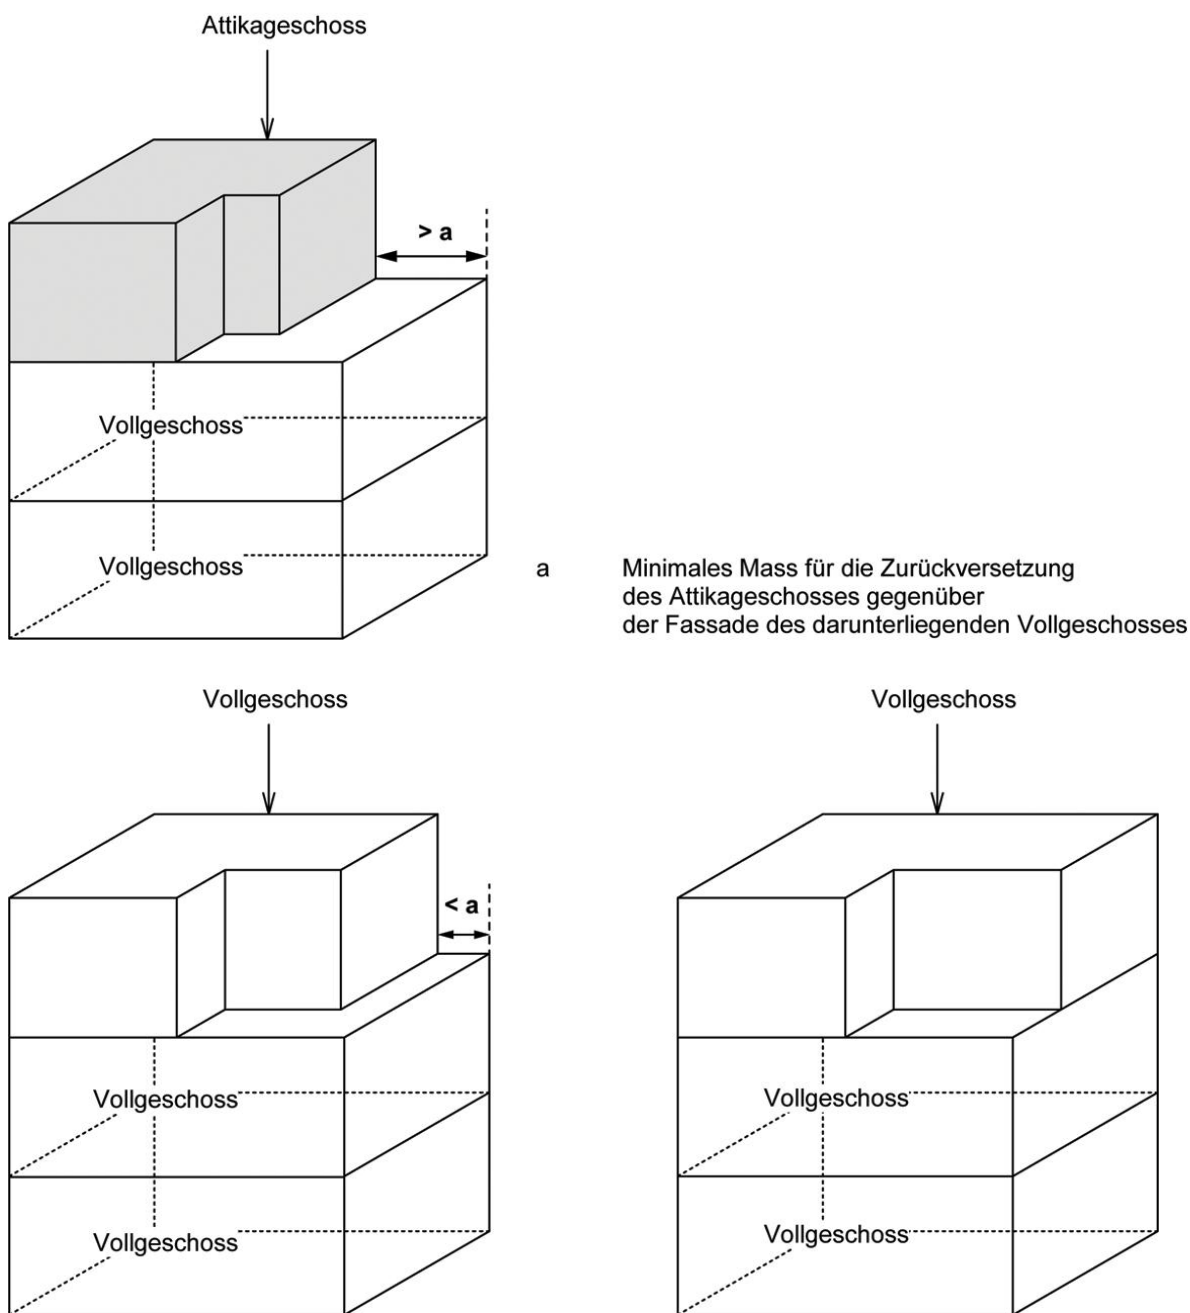 Attikageschoss
> a
Vollgeschoss
Vollgeschoss
a Minimales Mass für die Zurückversetzung
des Attikageschosses gegenüber
der Fassade des darunterliegenden Vollgeschosses
Vollgeschoss
< a
Vollgeschoss
Vollgeschoss
Vollgeschoss
Vollgeschoss
Vollgeschoss